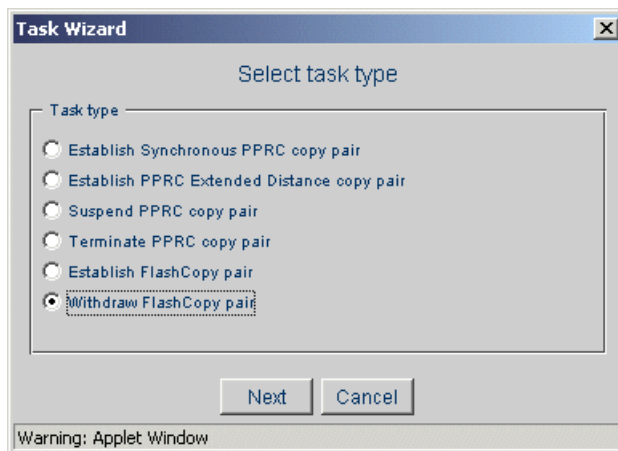 Task Wizard
Select task type
Task type
Establish Synchronous PPRC copy pair
Establish PPRC Extended Distance copy pair
Suspend PPRC copy pair
Terminate PPRC copy pair
Establish FlashCopy pair
Withdraw FlashCopy pair
Next Cancel
Warning: Applet Window